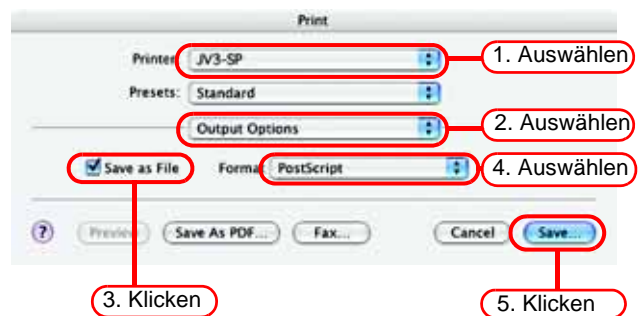 Print
Printer JV3-SP 1. Auswählen
Presets: Standard
Output Options 2. Auswählen
Save as File Format PostScript 4. Auswählen
? Preview Save As PDF... Fax... Cancel Save...
3. Klicken 5. Klicken